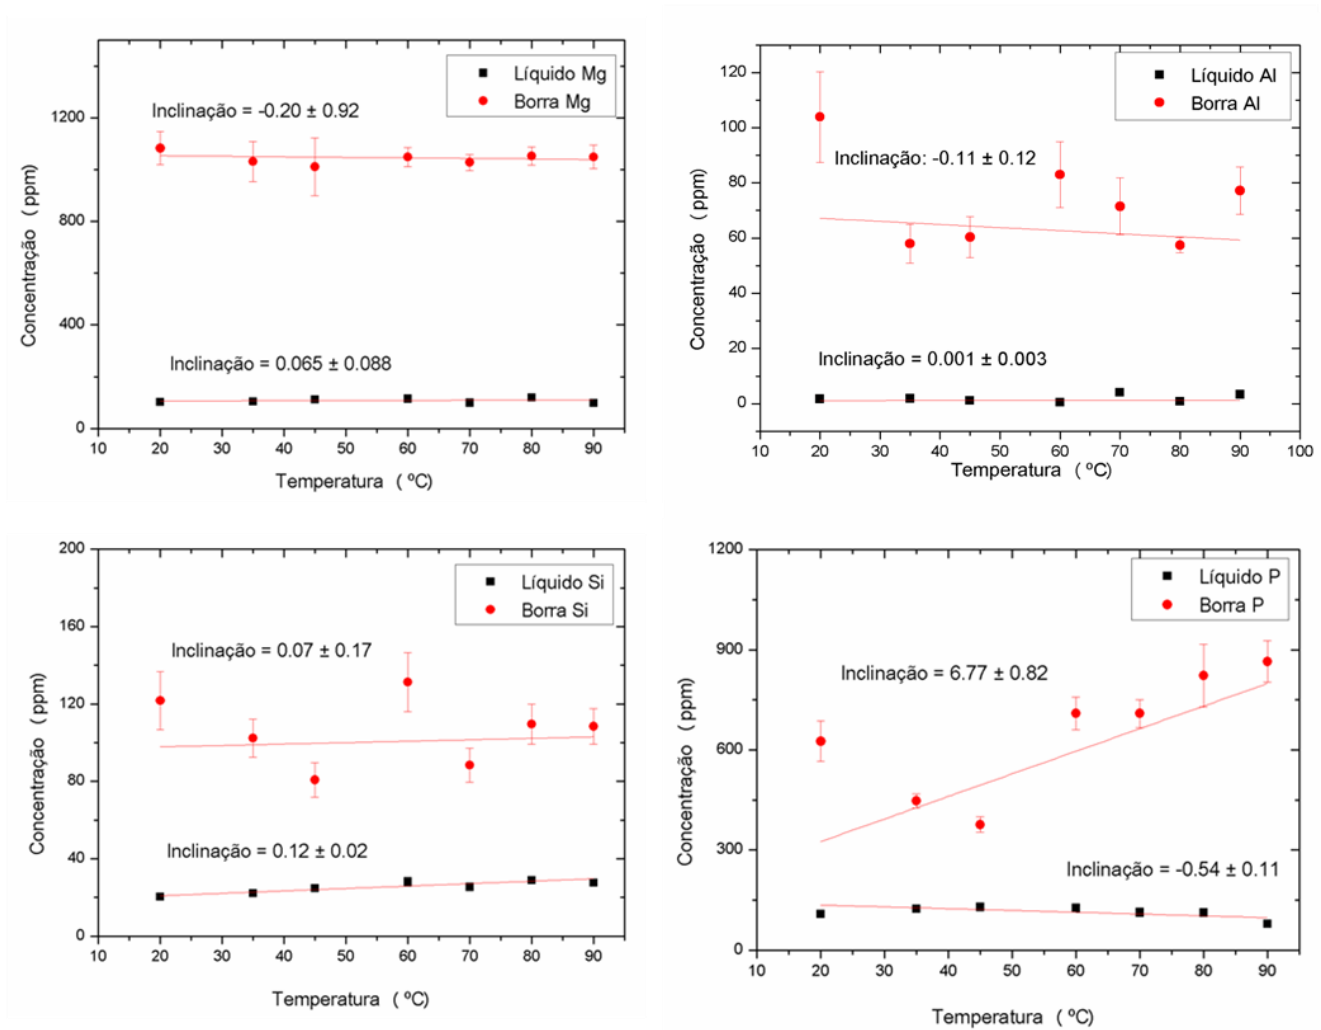 Líquido Mg
Borra Mg
Inclinação = -0.20 ± 0.92
Inclinação = 0.065 ± 0.088
Concentração (ppm)
1200
800
400
0
10 20 30 40 50 60 70 80 90
Temperatura ( ºC)
Líquido Al
Borra Al
Inclinação: -0.11 ± 0.12
Inclinação = 0.001 ± 0.003
Concentração (ppm)
120
100
80
60
40
20
0
10 20 30 40 50 60 70 80 90 100
Temperatura ( ºC)
Líquido Si
Borra Si
Inclinação = 0.07 ± 0.17
Inclinação = 0.12 ± 0.02
Concentração (ppm)
200
160
120
80
40
0
10 20 30 40 50 60 70 80 90
Temperatura ( ºC)
Líquido P
Borra P
Inclinação = 6.77 ± 0.82
Inclinação = -0.54 ± 0.11
Concentração (ppm)
1200
900
600
300
0
10 20 30 40 50 60 70 80 90
Temperatura ( ºC)